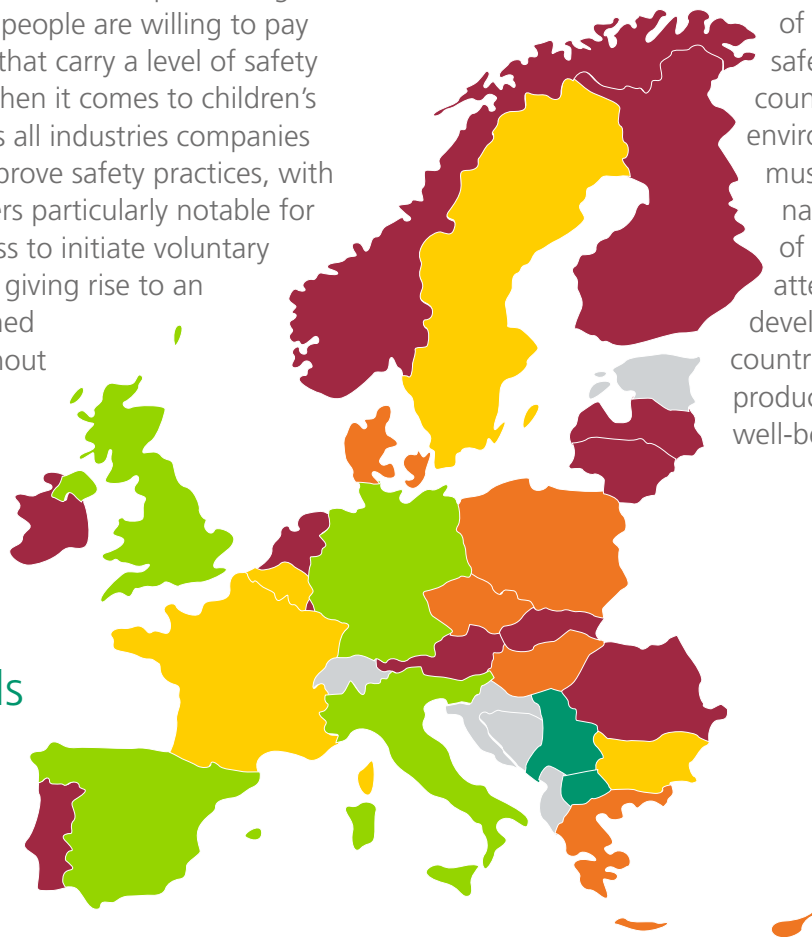 people are willing to pay
that carry a level of safety
hen it comes to children's
s all industries companies
prove safety practices, with
ers particularly notable for
ss to initiate voluntary
giving rise to an
ned
hout
ls
of
safe
coun
enviro
mus
na
of
atte
devel
countr
produc
well-be